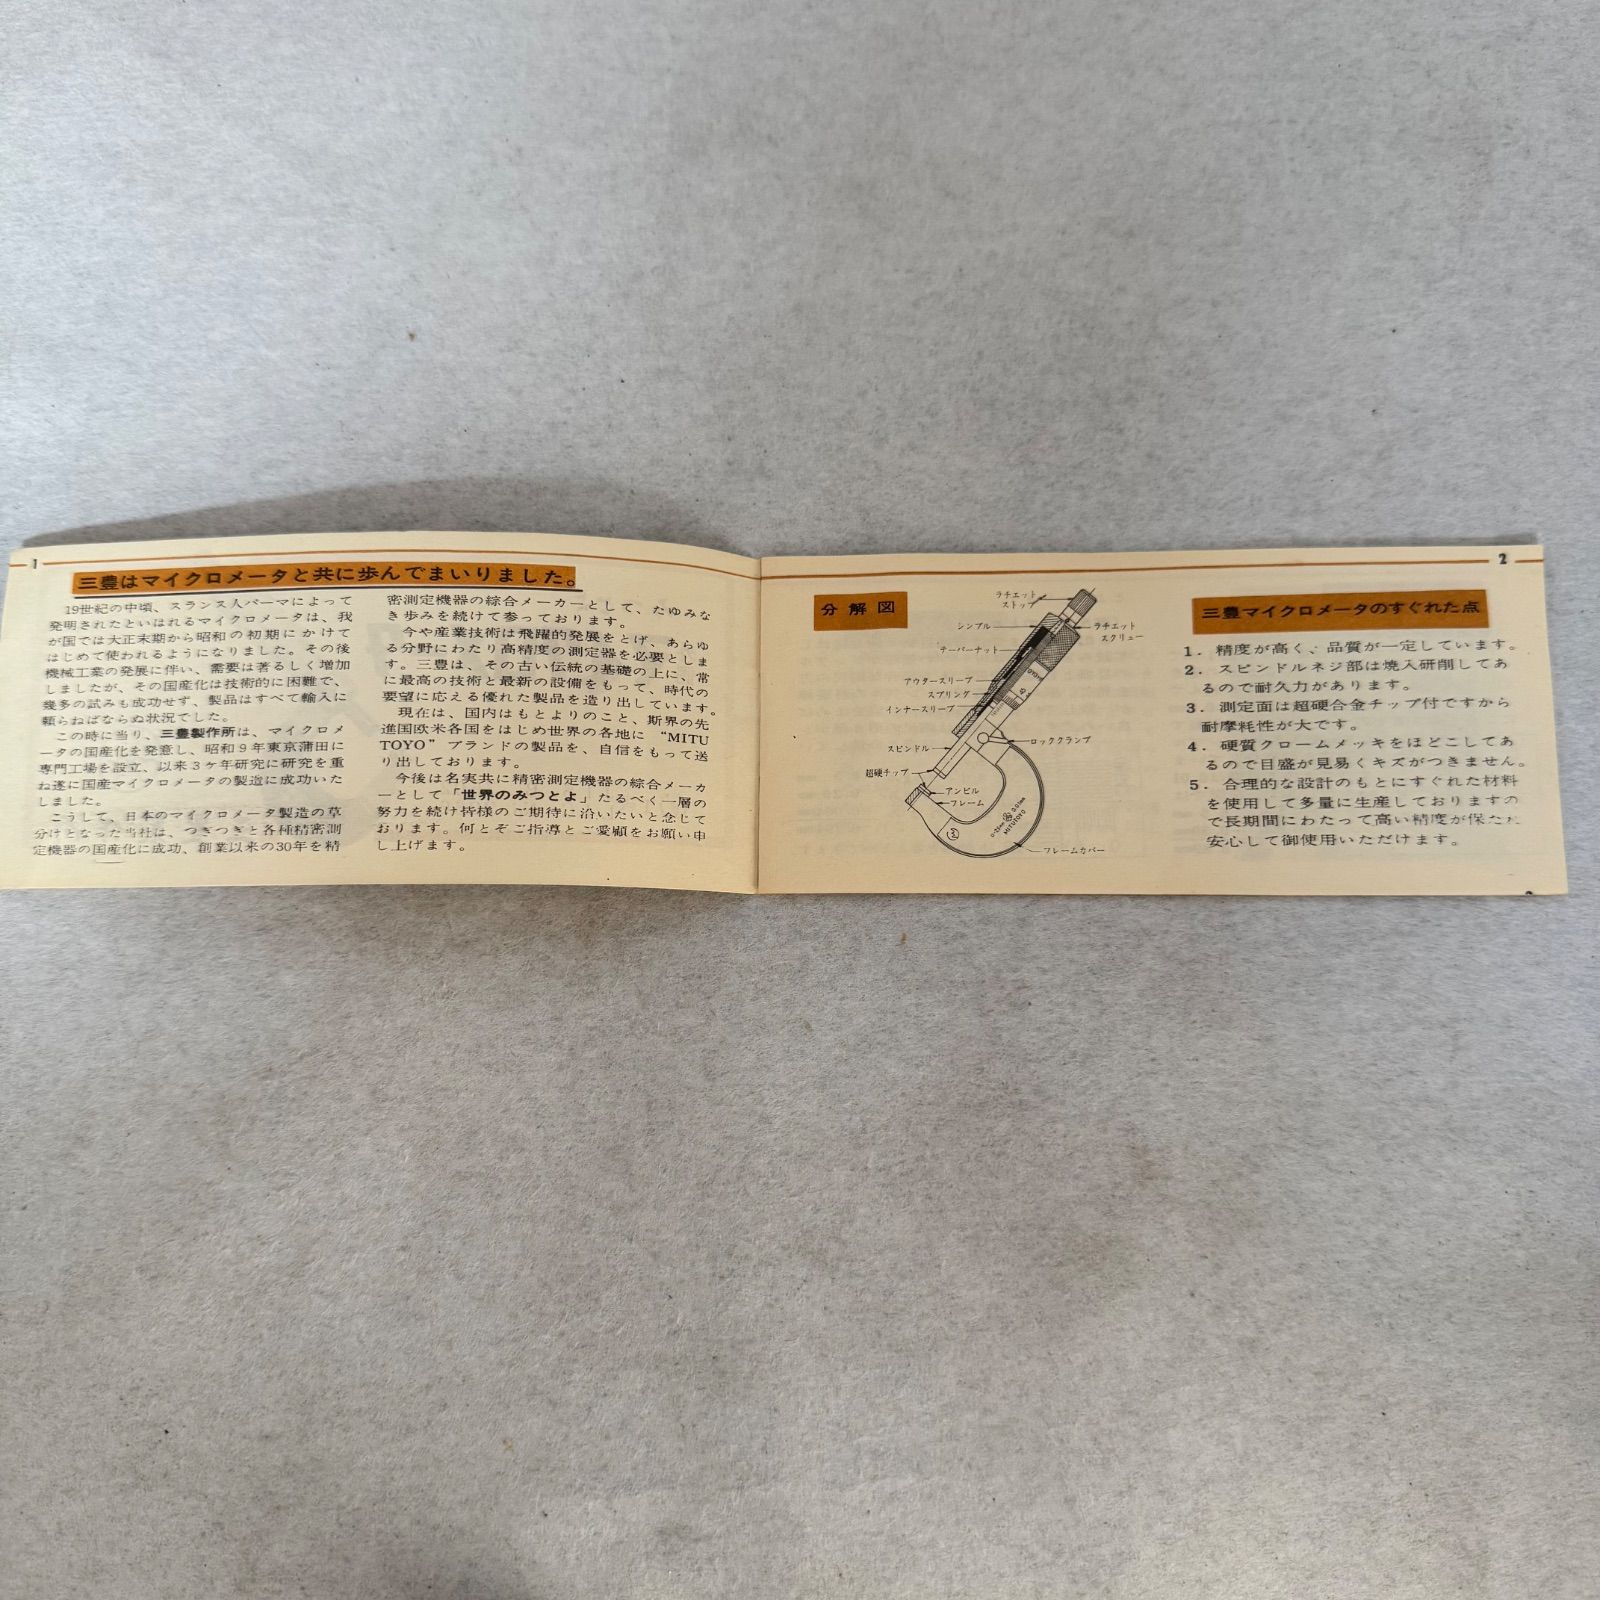 1
三豊はマイクロメータと共に歩んでまいりました。
19世紀の中頃、スランス人パーマによって
発明されたといはれるマイクロメータは、我
が国では大正末期から昭和の初期にかけて
はじめて使われるようになりました。その後
機械工業の発展に伴い、需要は著るしく増加
しましたが、その国産化は技術的に困難で、
幾多の試みも成功せず、製品はすべて輸入に
頼らねばならぬ状況でした。
この時に当り、三豊製作所は、マイクロメ
ータの国産化を発意し、昭和9年東京蒲田に
専門工場を設立、以来3ヶ年研究に研究を重
ね遂に国産マイクロメータの製造に成功いた
しました。
こうして、日本のマイクロメータ製造の草
分けとなった当社は、つぎつぎと各種精密測
定機器の国産化に成功、創業以来の30年を精
密測定機器の綜合メーカーとして、たゆみな
き歩みを続けて参っております。
今や産業技術は飛躍的発展をとげ、あらゆ
る分野にわたり高精度の測定器を必要としま
す。三豊は、その古い伝統の基礎の上に、常
に最高の技術と最新の設備をもって、時代の
要望に応える優れた製品を造り出しています。
現在は、国内はもとよりのこと、斯界の先
進国欧米各国をはじめ世界の各地に “MITU
TOYO” ブランドの製品を、自信をもって送
り出しております。
今後は名実共に精密測定機器の綜合メーカ
ーとして「世界のみつとよ」たるべく一層の
努力を続け皆様のご期待に沿いたいと念じて
おります。何とぞご指導とご愛顧をお願い申
し上げます。
2
分解図
ラチェット
ストップ
シンブル
ラチェット
スクリュー
テーパーナット
アウタースリーブ
スプリング
インナースリーブ
スピンドル
ロッククランプ
超硬チップ
アンビル
フレーム
0-25mm 0.01mm
MITUTOYO
フレームカバー
三豊マイクロメータのすぐれた点
1. 精度が高く、品質が一定しています。
2. スピンドルネジ部は焼入研削してあ
るので耐久力があります。
3. 測定面は超硬合金チップ付ですから
耐摩耗性が大です。
4. 硬質クロームメッキをほどこしてあ
るので目盛が見易くキズがつきません。
5. 合理的な設計のもとにすぐれた材料
を使用して多量に生産しておりますの
で長期間にわたって高い精度が保たれ
安心して御使用いただけます。